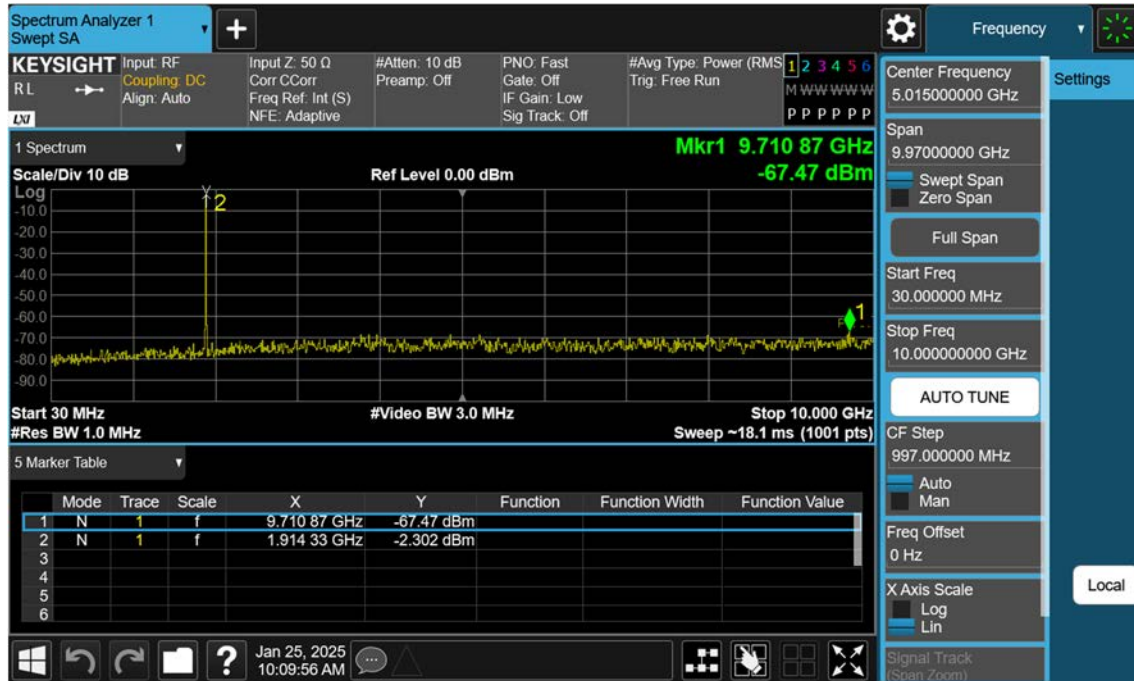 Spectrum Analyzer 1
Swept SA
+
Frequency
KEYSIGHT
RL
LXI
Input: RF
Coupling: DC
Align: Auto
Input Z: 50 Ω
Corr CCorr
Freq Ref: Int (S)
NFE: Adaptive
#Atten: 10 dB
Preamp: Off
PNO: Fast
Gate: Off
IF Gain: Low
Sig Track: Off
#Avg Type: Power (RMS
Trig: Free Run
1 2 3 4 5 6
M W W W W W
P P P P P P
1 Spectrum
Scale/Div 10 dB
Ref Level 0.00 dBm
Mkr1 9.710 87 GHz
-67.47 dBm
Log
-10.0
-20.0
-30.0
-40.0
-50.0
-60.0
-70.0
-80.0
-90.0
2
1
Start 30 MHz
#Video BW 3.0 MHz
Stop 10.000 GHz
#Res BW 1.0 MHz
Sweep ~18.1 ms (1001 pts)
5 Marker Table
Mode Trace Scale X Y Function Function Width Function Value
1 N 1 f 9.710 87 GHz -67.47 dBm
2 N 1 f 1.914 33 GHz -2.302 dBm
3
4
5
6
?
Jan 25, 2025
10:09:56 AM
Center Frequency
5.015000000 GHz
Span
9.97000000 GHz
Swept Span
Zero Span
Full Span
Start Freq
30.000000 MHz
Stop Freq
10.000000000 GHz
AUTO TUNE
CF Step
997.000000 MHz
Auto
Man
Freq Offset
0 Hz
X Axis Scale
Log
Lin
Signal Track
(Span Zoom)
Settings
Local